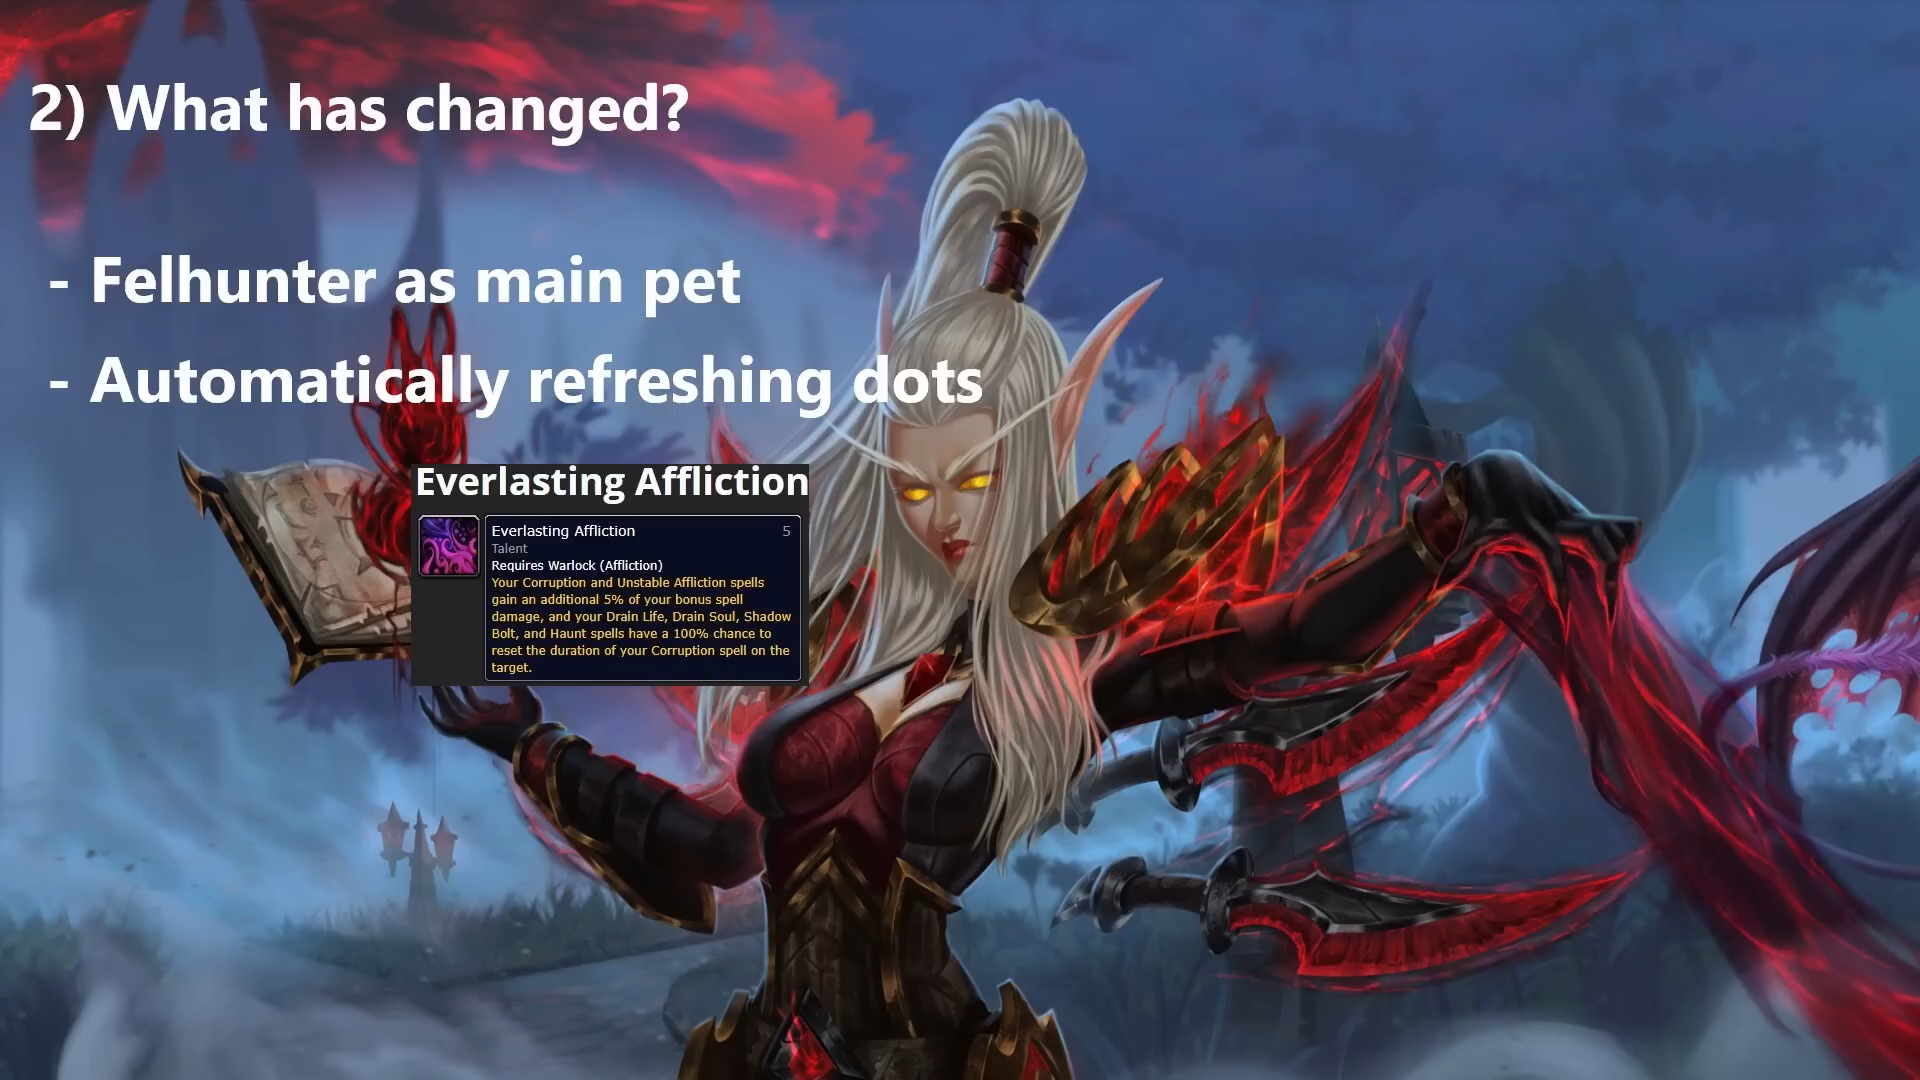 2) What has changed?
- Felhunter as main pet
- Automatically refreshing dots
Everlasting Affliction
Everlasting Affliction 5
Talent
Requires Warlock (Affliction)
Your Corruption and Unstable Affliction spells
gain an additional 5% of your bonus spell
damage, and your Drain Life, Drain Soul, Shadow
Bolt, and Haunt spells have a 100% chance to
reset the duration of your Corruption spell on the
target.